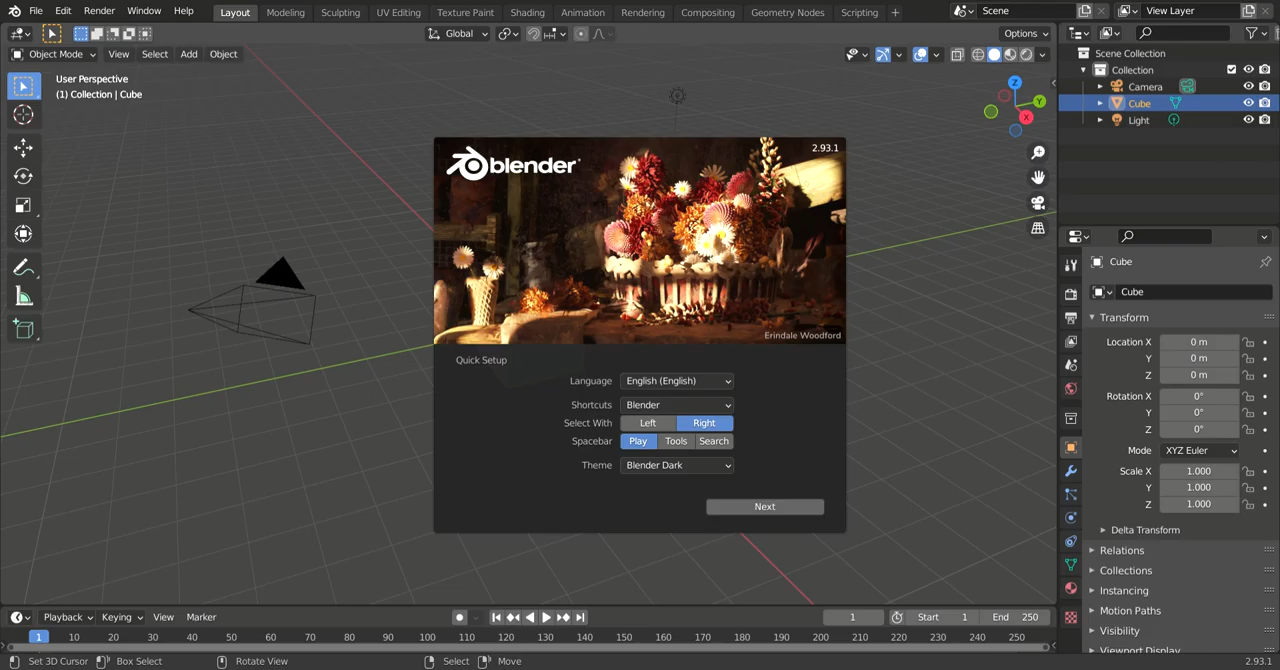 File Edit Render Window Help Layout Modeling Sculpting UV Editing Texture Paint Shading Animation Rendering Compositing Geometry Nodes Scripting + Scene View Layer
Global Options
Object Mode View Select Add Object
User Perspective
(1) Collection | Cube
Scene Collection
Collection
Camera
Cube
Light
Z
Y
X
blender
2.93.1
Erindale Woodford
Quick Setup
Language English (English)
Shortcuts Blender
Select With Left Right
Spacebar Play Tools Search
Theme Blender Dark
Next
Cube
Cube
Transform
Location X 0 m
Y 0 m
Z 0 m
Rotation X 0°
Y 0°
Z 0°
Mode XYZ Euler
Scale X 1.000
Y 1.000
Z 1.000
Delta Transform
Relations
Collections
Instancing
Motion Paths
Visibility
Viewport Display
Playback Keying View Marker 1 Start 1 End 250
1 10 20 30 40 50 60 70 80 90 100 110 120 130 140 150 160 170 180 190 200 210 220 230 240 250
Set 3D Cursor Box Select Rotate View Select Move 2.93.1